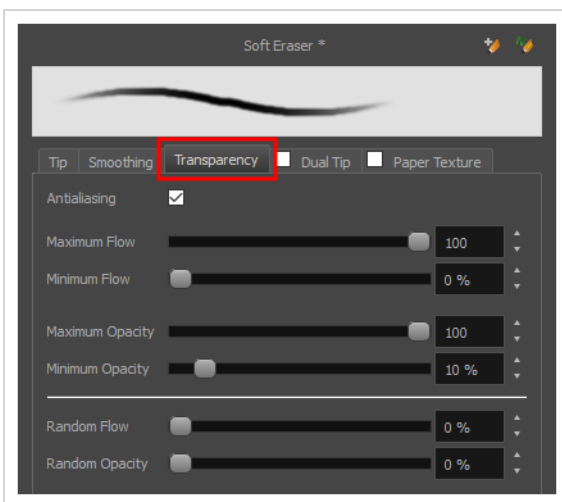 Soft Eraser *
Tip Smoothing Transparency Dual Tip Paper Texture
Antialiasing
Maximum Flow 100
Minimum Flow 0 %
Maximum Opacity 100
Minimum Opacity 10 %
Random Flow 0 %
Random Opacity 0 %